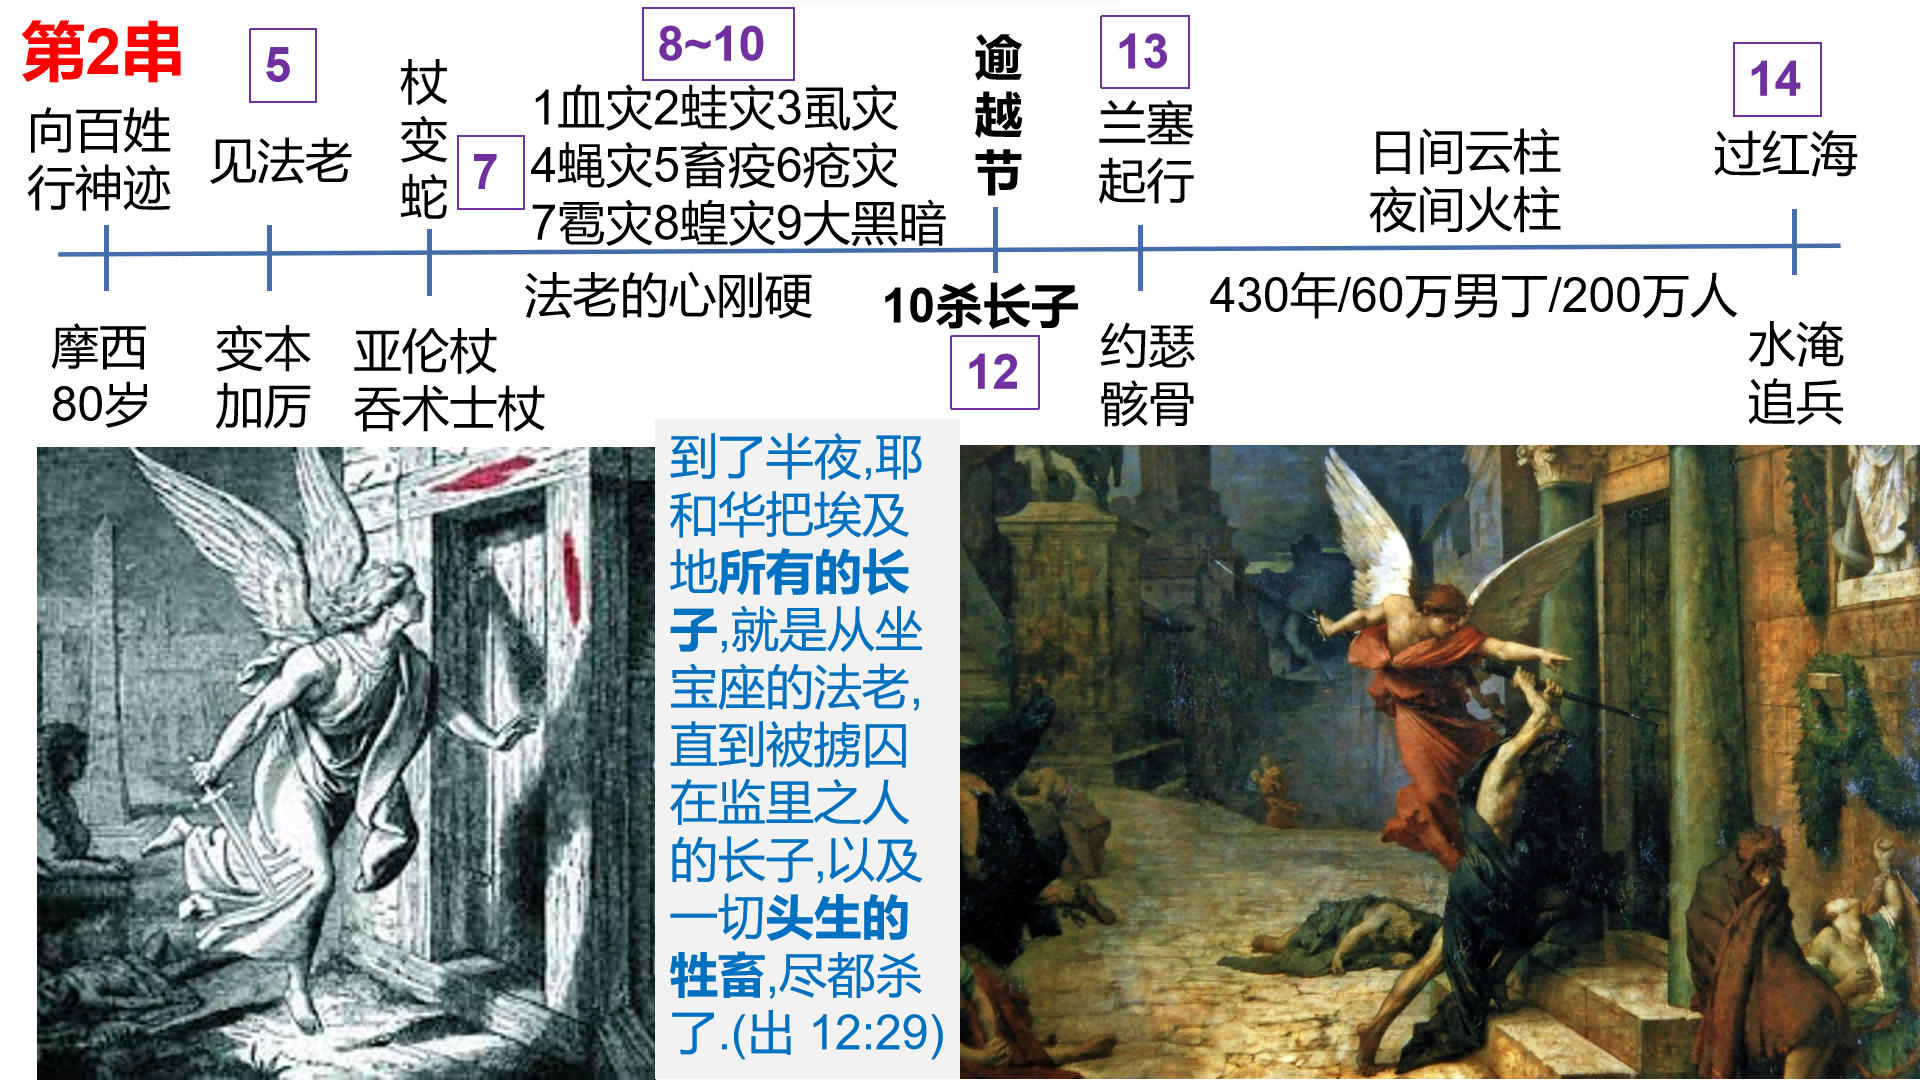 第2串
向百姓
行神迹
5
见法老
杖
变
蛇
7
8~10
1血灾2蛙灾3虱灾
4蝇灾5畜疫6疮灾
7雹灾8蝗灾9大黑暗
逾
越
节
13
兰塞
起行
日间云柱
夜间火柱
14
过红海
摩西
80岁
变本
加厉
亚伦杖
吞术士杖
法老的心刚硬
10杀长子
12
约瑟
骸骨
430年/60万男丁/200万人
水淹
追兵
到了半夜,耶
和华把埃及
地所有的长
子,就是从坐
宝座的法老,
直到被掳囚
在监里之人
的长子,以及
一切头生的
牲畜,尽都杀
了.(出 12:29)